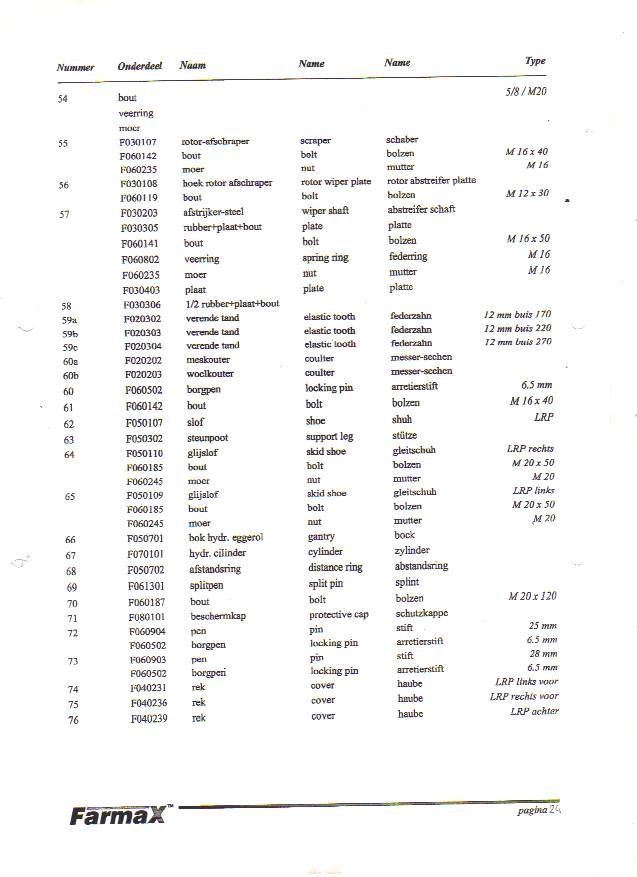 Nummer Onderdeel Naam Name Name Type
54 bout 5/8 / M20
veerring
moer
55 F030107 rotor-afschraper scraper schaber
F060142 bout bolt bolzen M 16 x 40
F060235 moer nut mutter M 16
56 F030108 hoek rotor afschraper rotor wiper plate rotor abstreifer platte
F060119 bout bolt bolzen M 12 x 30
57 F030203 afstrijker-steel wiper shaft abstreifer schaft
F030305 rubber+plaat+bout plate platte
F060141 bout bolt bolzen M 16 x 50
F060802 veerring spring ring federring M 16
F060235 moer nut mutter M 16
F030403 plaat plate platte
58 F030306 1/2 rubber+plaat+bout
59a F020302 verende tand elastic tooth federzahn 12 mm buis 170
59b F020303 verende tand elastic tooth federzahn 12 mm buis 220
59c F020304 verende tand elastic tooth federzahn 12 mm buis 270
60a F020202 meskouter coulter messer-sechen
60b F020203 woelkouter coulter messer-sechen
60 F060502 borgpen locking pin arretierstift 6.5 mm
61 F060142 bout bolt bolzen M 16 x 40
62 F050107 slof shoe shuh LRP
63 F050302 steunpoot support leg stütze
64 F050110 glijslof skid shoe gleitschuh LRP rechts
F060185 bout bolt bolzen M 20 x 50
F060245 moer nut mutter M 20
65 F050109 glijslof skid shoe gleitschuh LRP links
F060185 bout bolt bolzen M 20 x 50
F060245 moer nut mutter M 20
66 F050701 bok hydr. eggerol gantry bock
67 F070101 hydr. cilinder cylinder zylinder
68 F050702 afstandsring distance ring abstandsring
69 F061301 splitpen split pin splint
70 F060187 bout bolt bolzen M 20 x 120
71 F080101 beschermkap protective cap schutzkappe
72 F060904 pen pin stift 25 mm
F060502 borgpen locking pin arretierstift 6.5 mm
73 F060903 pen pin stift 28 mm
F060502 borgpen locking pin arretierstift 6.5 mm
74 F040231 rek cover haube LRP links voor
75 F040236 rek cover haube LRP rechts voor
76 F040239 rek cover haube LRP achter
FarmaX™ pagina 24